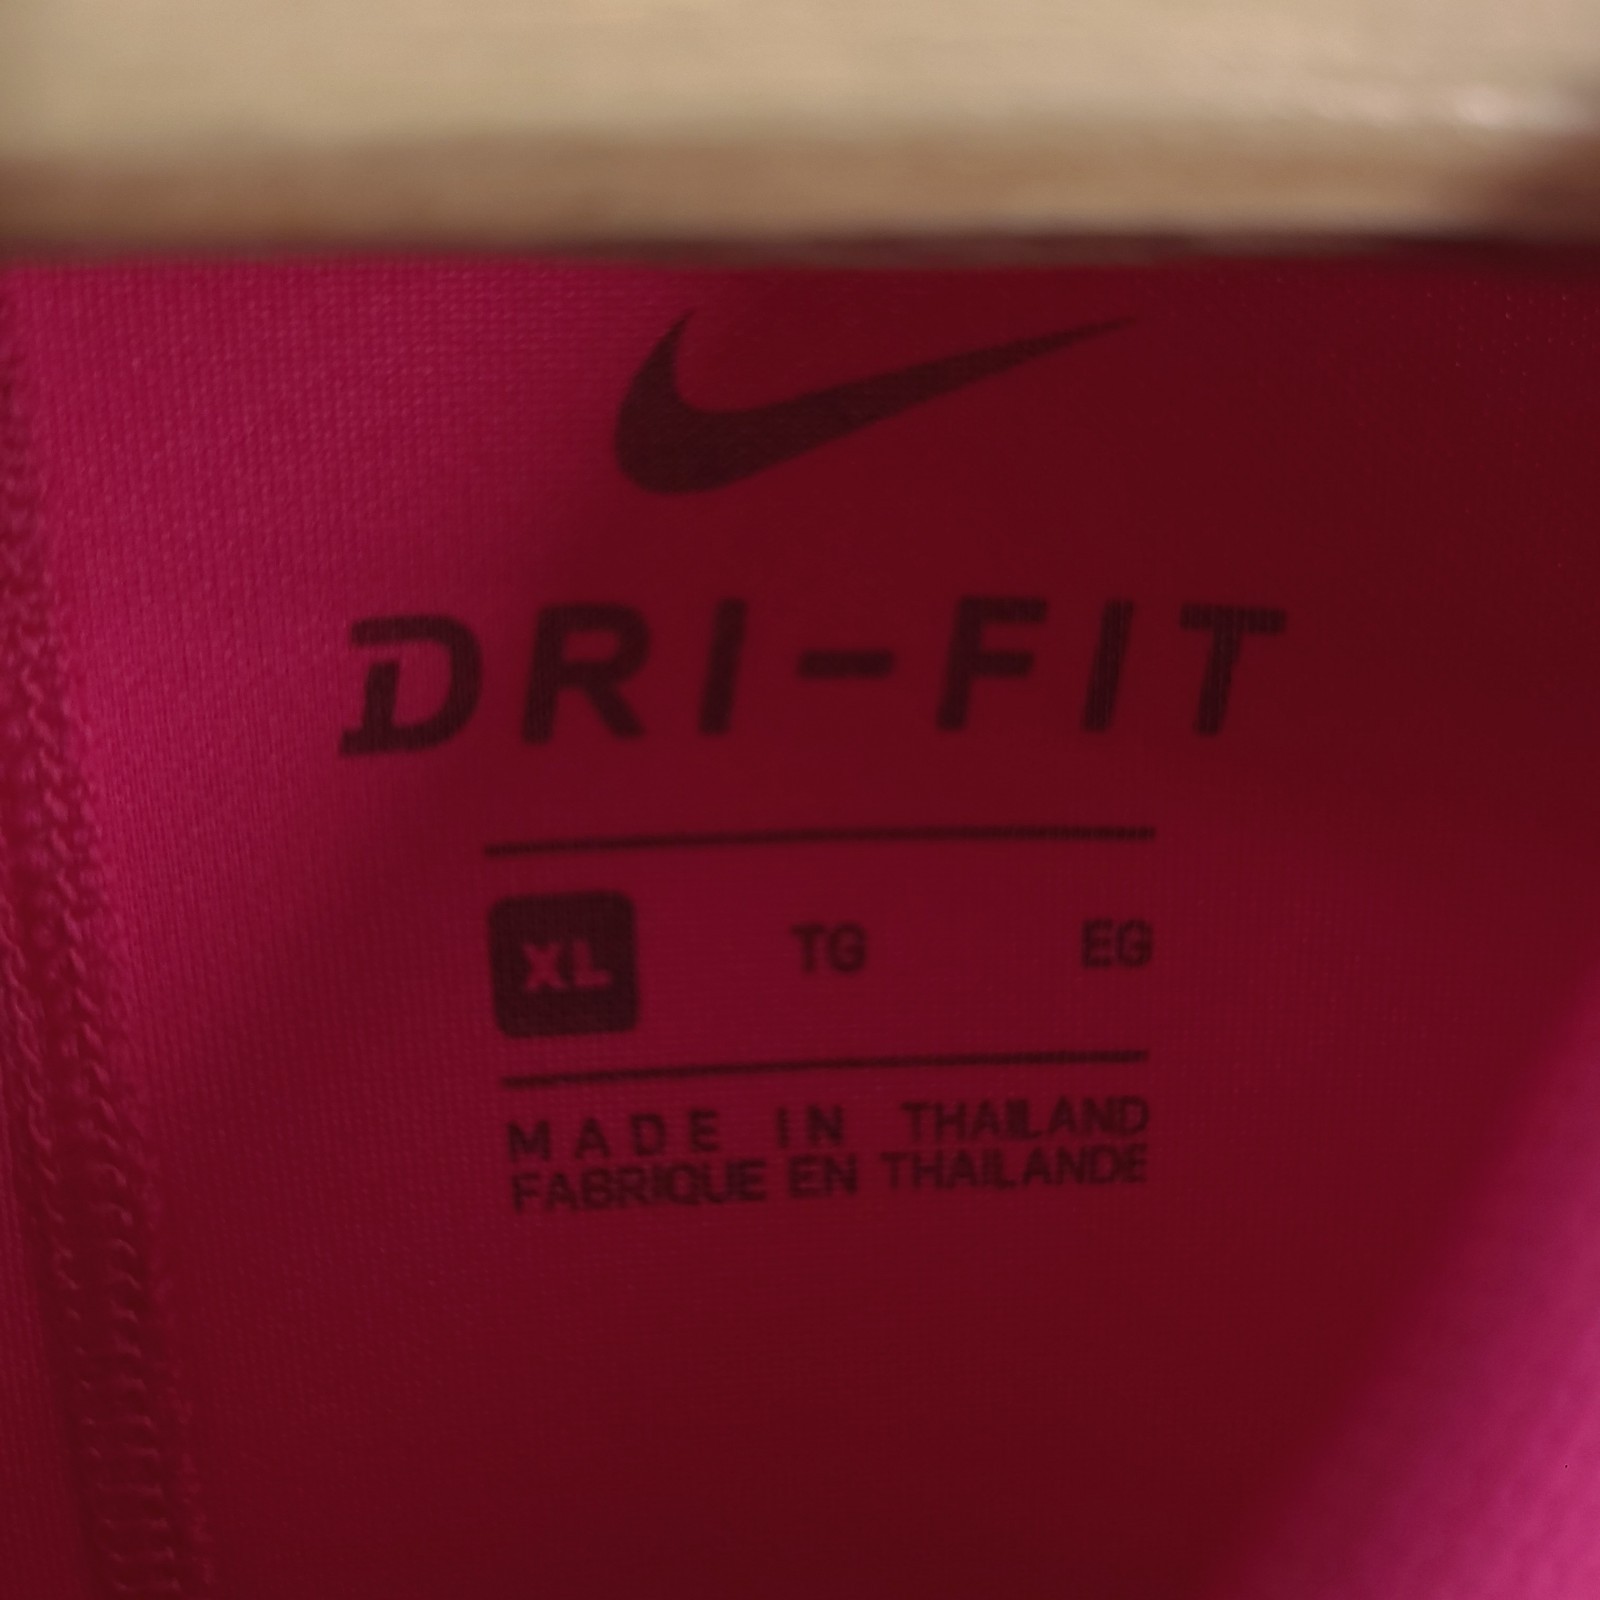 DRI-FIT
XL TG EG
MADE IN THAILAND
FABRIQUE EN THAILANDE